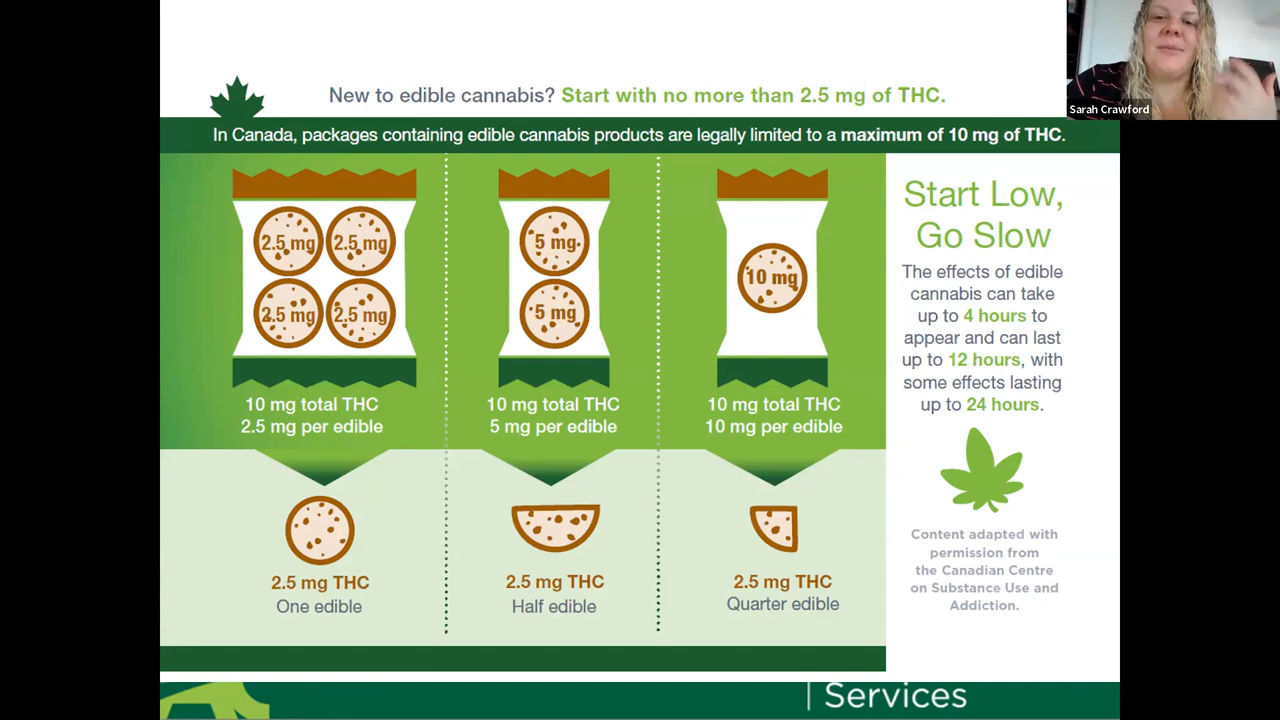 Sarah Crawford
New to edible cannabis? Start with no more than 2.5 mg of THC.
In Canada, packages containing edible cannabis products are legally limited to a maximum of 10 mg of THC.
2.5 mg 2.5 mg
2.5 mg 2.5 mg
10 mg total THC
2.5 mg per edible
5 mg
5 mg
10 mg total THC
5 mg per edible
10 mg
10 mg total THC
10 mg per edible
2.5 mg THC
One edible
2.5 mg THC
Half edible
2.5 mg THC
Quarter edible
Start Low,
Go Slow
The effects of edible
cannabis can take
up to 4 hours to
appear and can last
up to 12 hours, with
some effects lasting
up to 24 hours.
Content adapted with
permission from
the Canadian Centre
on Substance Use and
Addiction.
| Services